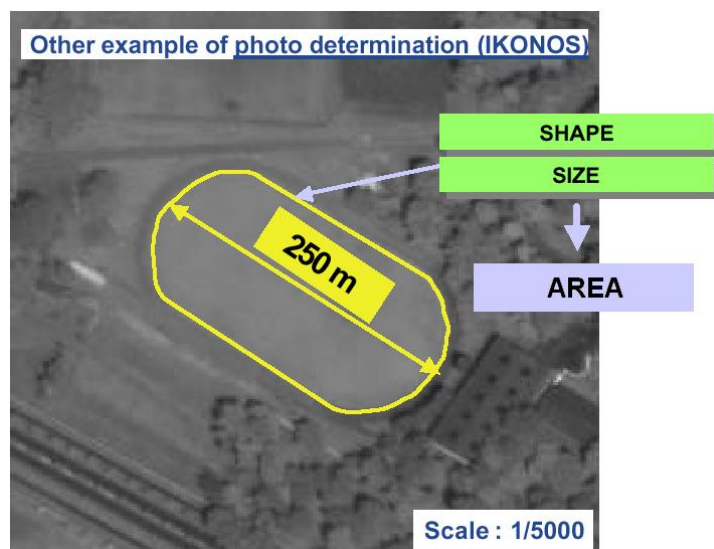 Other example of photo determination (IKONOS)
SHAPE
SIZE
250 m
AREA
Scale : 1/5000